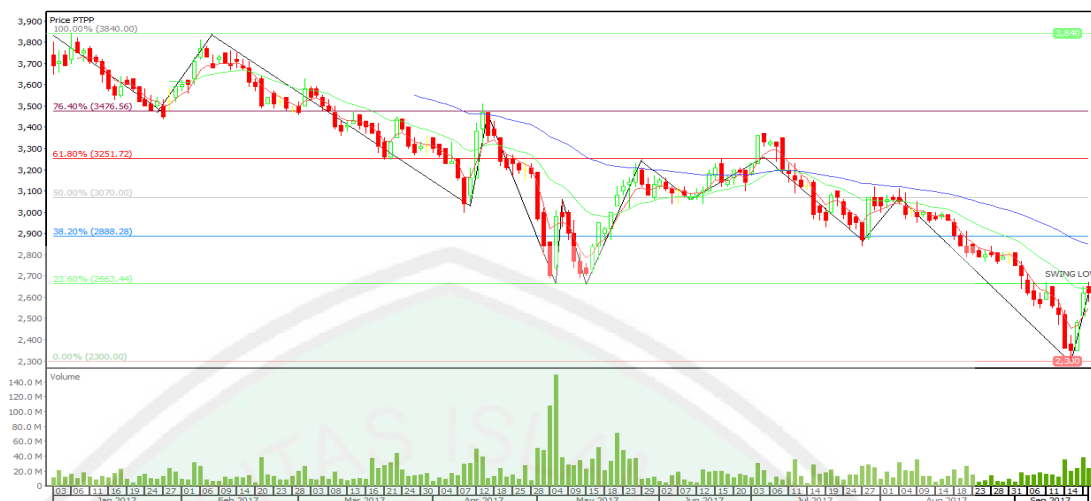 Price PTPP
3,900
100.00% (3840.00)
3,840
3,800
3,700
3,600
3,500
76.40% (3476.56)
3,400
3,300
61.80% (3251.72)
3,200
3,100
50.00% (3070.00)
3,000
2,900
38.20% (2888.28)
2,800
2,700
23.60% (2663.44)
SWING LOW
2,600
2,500
2,400
2,300
0.00% (2300.00)
2,300
Volume
140.0 M
120.0 M
100.0 M
80.0 M
60.0 M
40.0 M
20.0 M
0
03 06 11 16 19 24 27 01 06 09 14 20 23 28 03 08 13 16 21 24 30 04 07 12 18 21 26 28 04 09 15 18 23 29 02 07 12 15 20 03 06 11 14 19 24 27 01 04 09 14 18 23 28 31 06 11 14
Jan 2017 Feb 2017 Mar 2017 Apr 2017 May 2017 Jun 2017 Jul 2017 Aug 2017 Sep 2017
TAS ISL